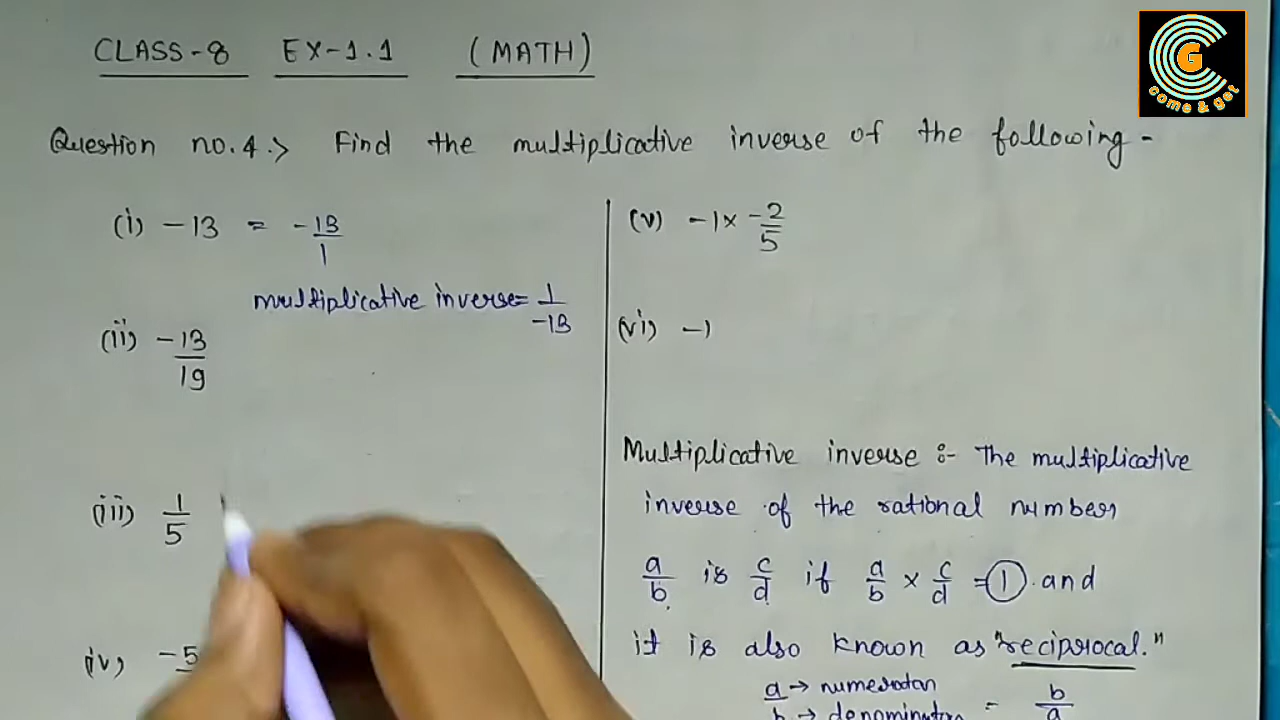 CLASS-8 EX-1.1 (MATH)
G
come & get
Question no.4.> Find the multiplicative inverse of the following-
(i) -13 = -13/1
multiplicative inverse= 1/-13
(ii) -13/19
(iii) 1/5
(iv) -5
(v) -1 x -2/5
(vi) -1
Multiplicative inverse :- The multiplicative
inverse of the rational numbers
a/b is c/d if a/b x c/d = 1 and
it is also known as "reciprocal."
a → numerator
b → denominator = b/a